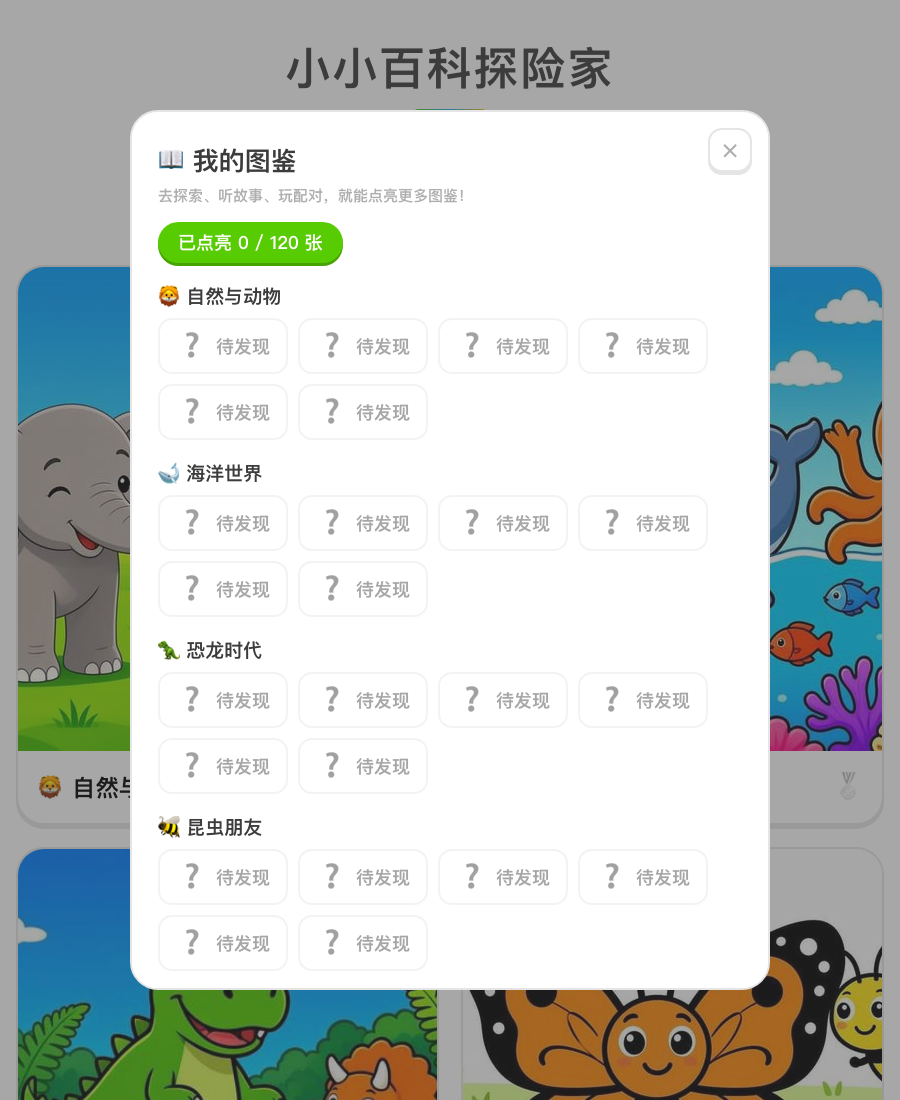 小小百科探险家
我的图鉴
去探索、听故事、玩配对，就能点亮更多图鉴！
已点亮 0 / 120 张
自然与动物
? 待发现 ? 待发现 ? 待发现 ? 待发现
? 待发现 ? 待发现
海洋世界
? 待发现 ? 待发现 ? 待发现 ? 待发现
? 待发现 ? 待发现
恐龙时代
? 待发现 ? 待发现 ? 待发现 ? 待发现
? 待发现 ? 待发现
自然与
昆虫朋友
? 待发现 ? 待发现 ? 待发现 ? 待发现
? 待发现 ? 待发现